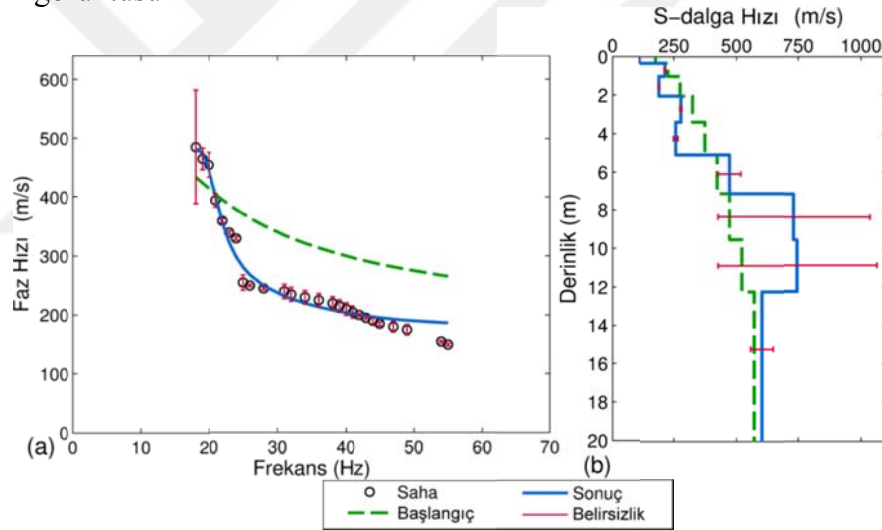 S-dalga Hızı (m/s)
0 250 500 750 1000
600
500
400
300
200
100
0
Faz Hızı (m/s)
0 10 20 30 40 50 60 70
Frekans (Hz)
(a)
0
2
4
6
8
10
12
14
16
18
20
Derinlik (m)
(b)
Saha
Sonuç
Başlangıç
Belirsizlik